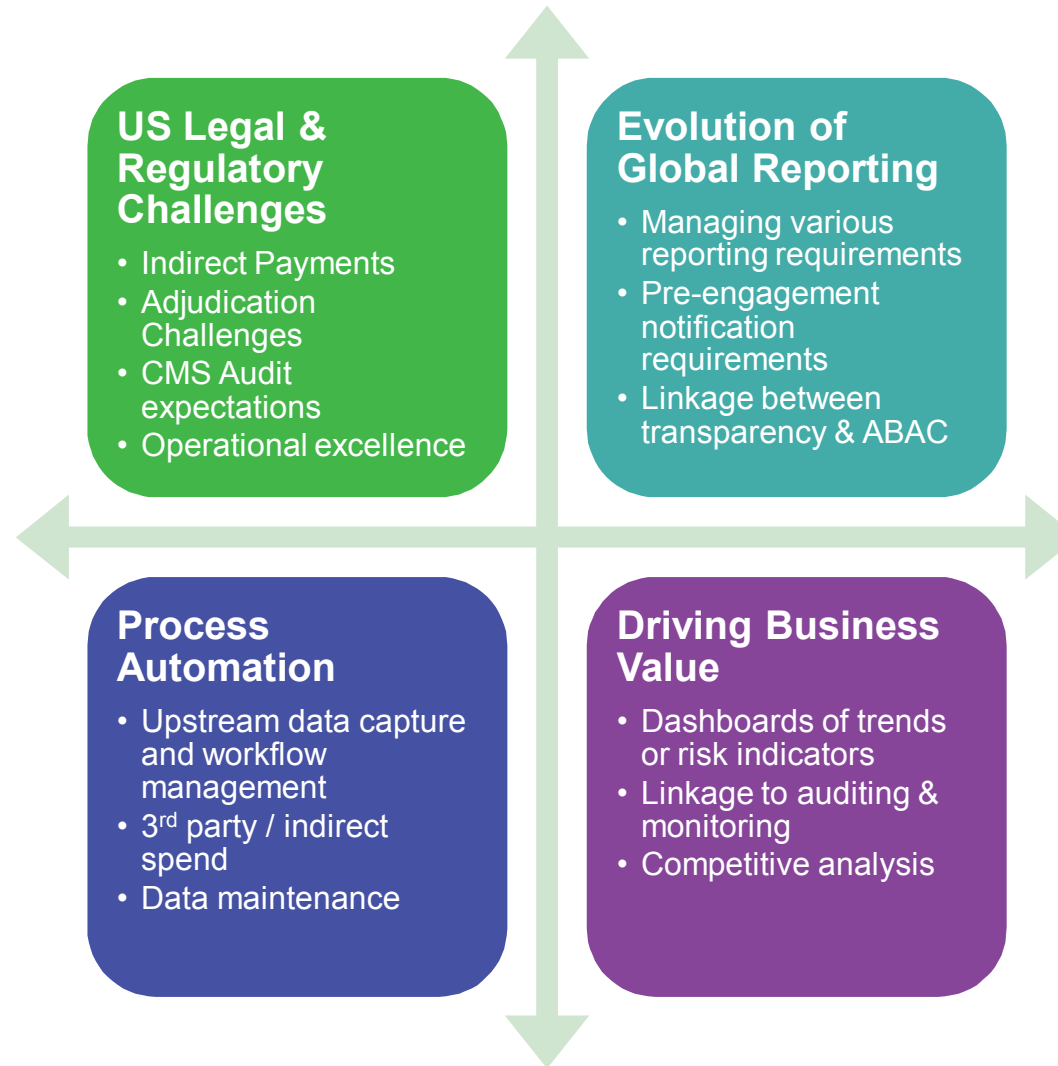 US Legal &
Regulatory
Challenges
• Indirect Payments
• Adjudication
Challenges
• CMS Audit
expectations
• Operational excellence
Evolution of
Global Reporting
• Managing various
reporting requirements
• Pre-engagement
notification
requirements
• Linkage between
transparency & ABAC
Process
Automation
• Upstream data capture
and workflow
management
• 3rd party / indirect
spend
• Data maintenance
Driving Business
Value
• Dashboards of trends
or risk indicators
• Linkage to auditing &
monitoring
• Competitive analysis